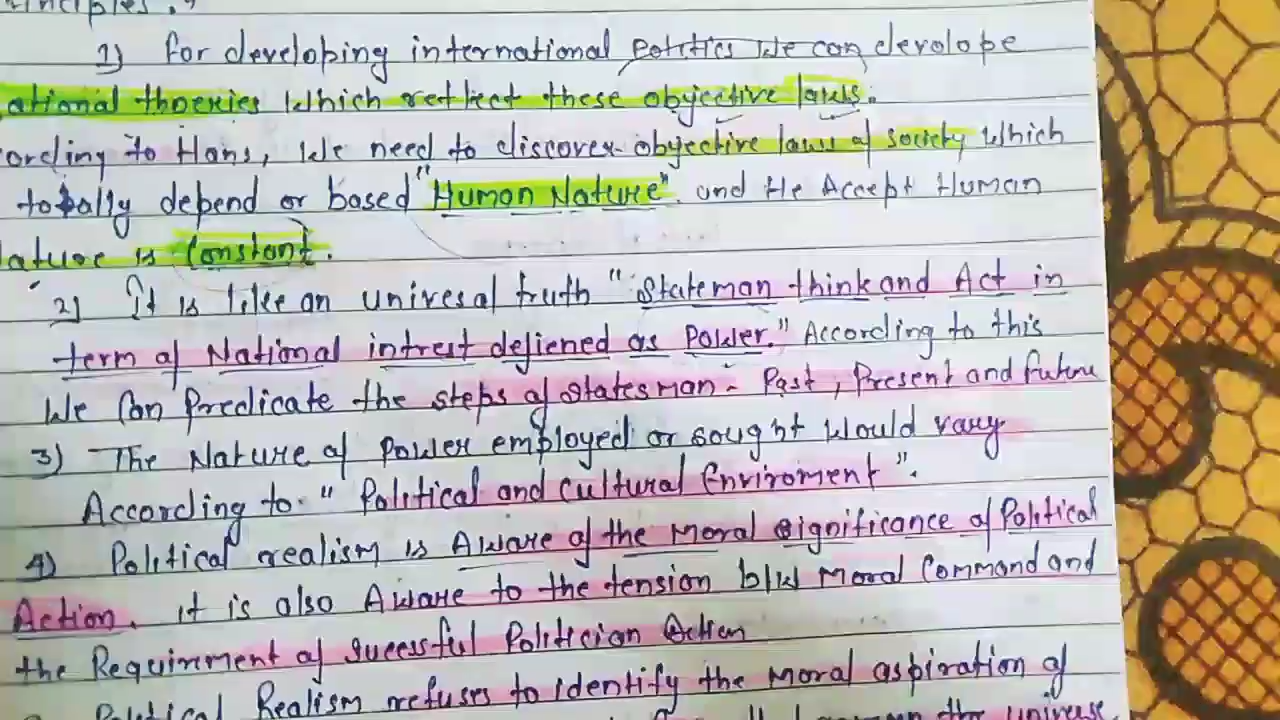 inciples."
1) for developing international politics we can develope
ational thoeries which reflect these objective laws.
ording to Hans, We need to discover objective laws of society which
totally depend or based "Human Nature" and He Accept Human
ature is Constant.
2) It is like an univesal truth "Stateman think and Act in
term of National intrest defiened as Power." According to this
We Can Predicate the steps of statesman - Past, Present and future
3) The Nature of Power employed or sought would vary
According to "Political and Cultural Enviroment".
4) Political realism is Aware of the Moral significance of Political
Action. it is also Aware to the tension b/w Moral Command and
the Requirment of sucessful Politician Action
Political Realism refuses to identify the Moral aspiration of
the universe